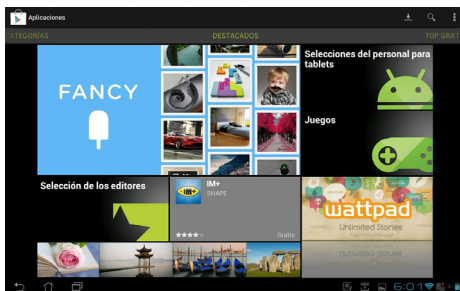 Aplicaciones
CATEGORÍAS
DESTACADOS
TOP GRAT
FANCY
Selecciones del personal para
tablets
Juegos
Selección de los editores
IM+
SHAPE
Gratis
wattpad
Unlimited Stories
6:01